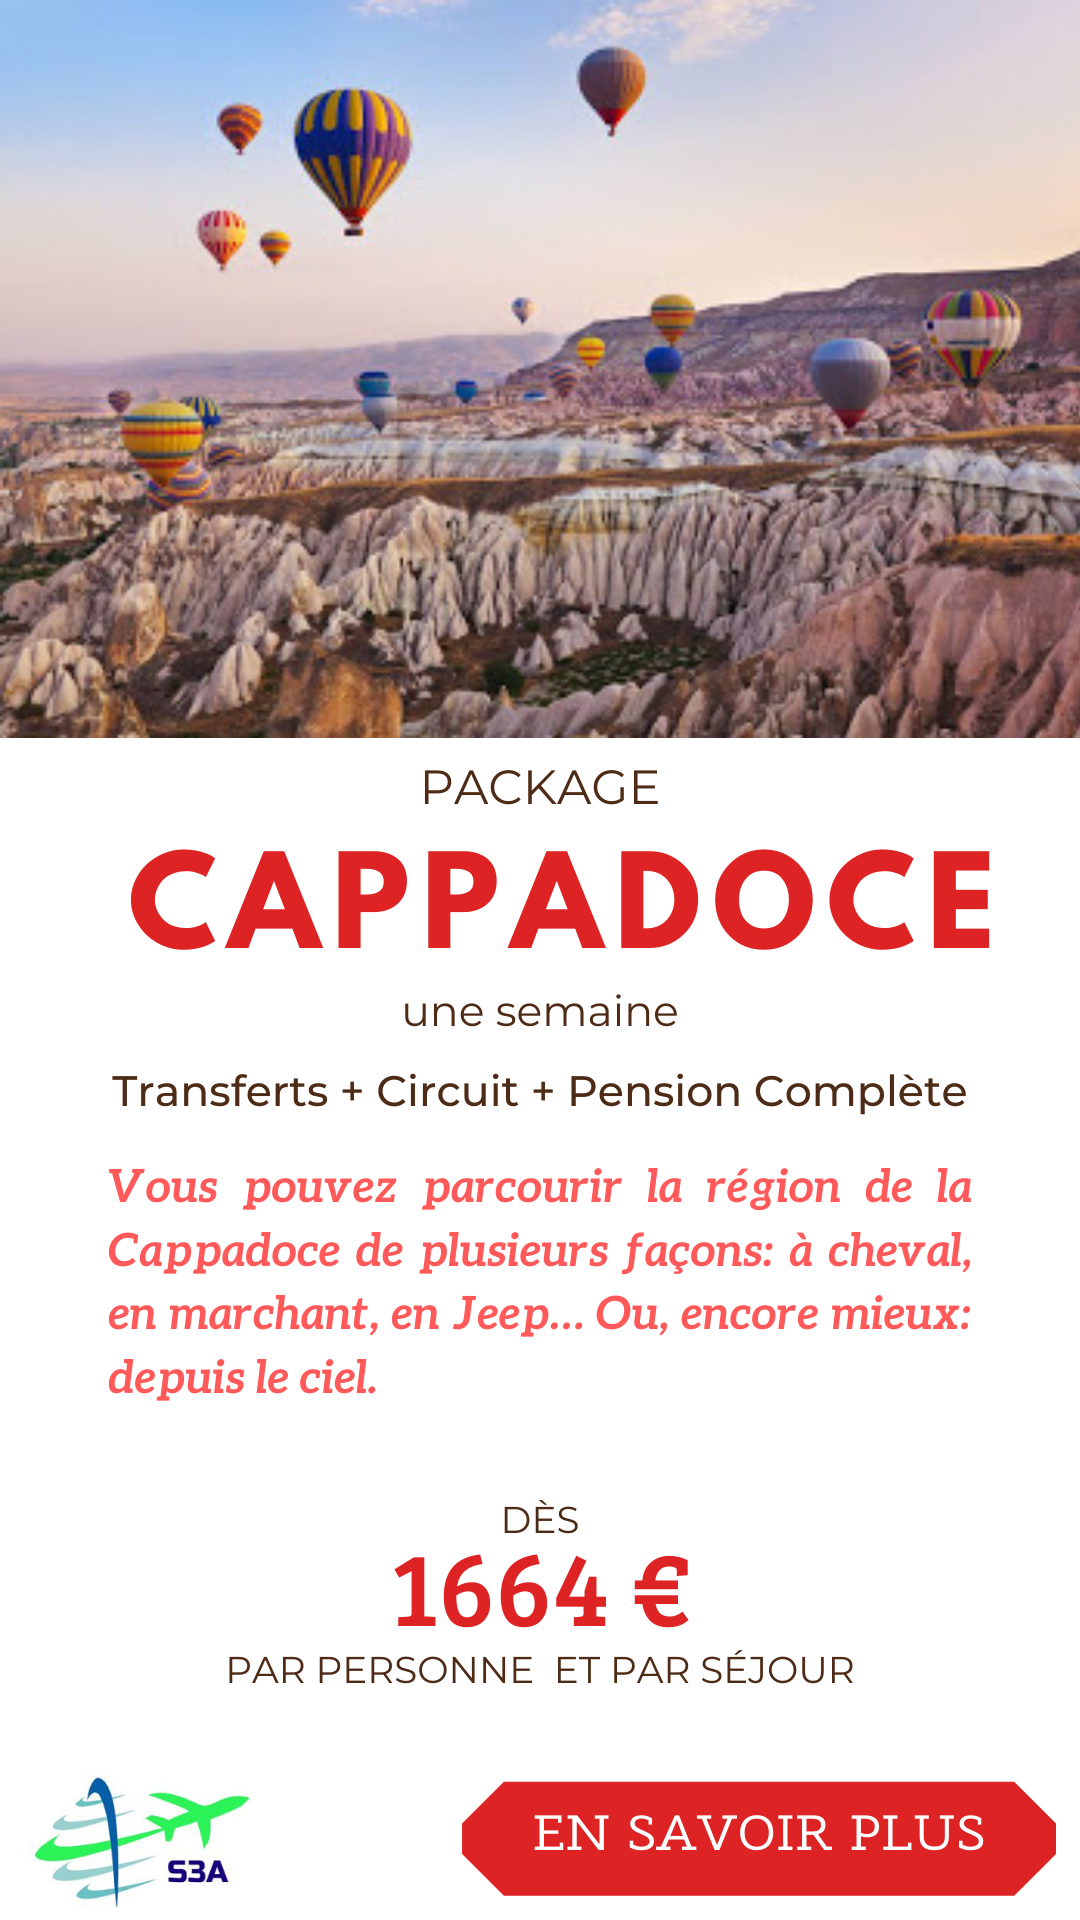 PACKAGE
CAPPADOCE
une semaine
Transferts + Circuit + Pension Complète
Vous pouvez parcourir la région de la
Cappadoce de plusieurs façons: à cheval,
en marchant, en Jeep... Ou, encore mieux:
depuis le ciel.
DÈS
1664 €
PAR PERSONNE ET PAR SÉJOUR
S3A
EN SAVOIR PLUS